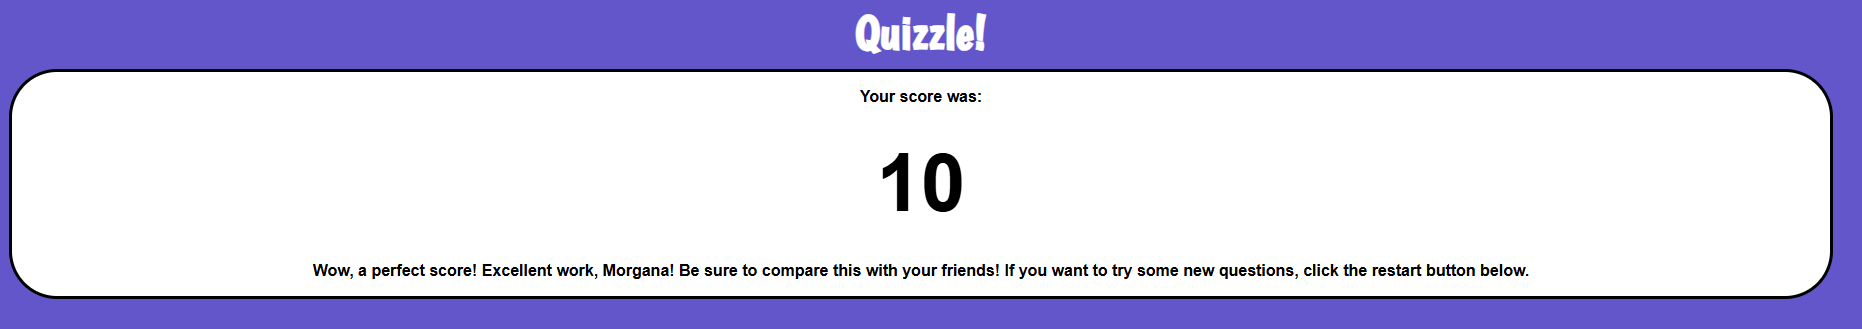 Quizzle!
Your score was:
10
Wow, a perfect score! Excellent work, Morgana! Be sure to compare this with your friends! If you want to try some new questions, click the restart button below.